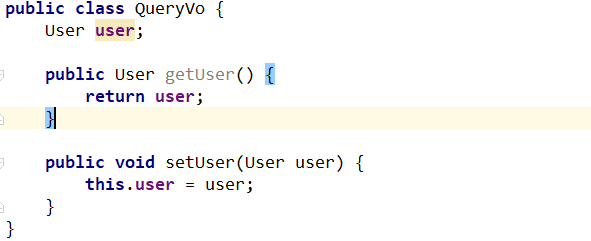 public class QueryVo {
    User user;

    public User getUser() {
        return user;
    }

    public void setUser(User user) {
        this.user = user;
    }
}